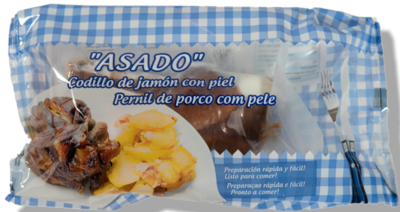 "ASADO"
Codillo de jamón con piel
Pernil de porco com pele
Preparación rápida y fácil!
Listo para comer!
Preparaçao rápida e fácil!
Pronto a comer!